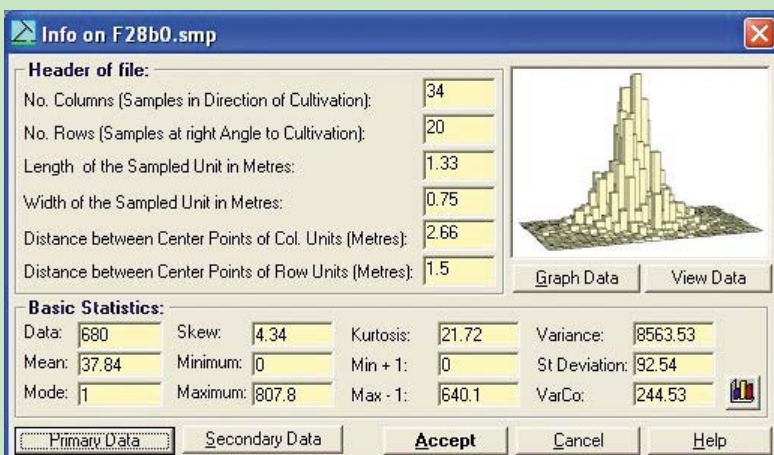 Info on F28b0.smp
Header of file:
No. Columns (Samples in Direction of Cultivation): 34
No. Rows (Samples at right Angle to Cultivation): 20
Length of the Sampled Unit in Metres: 1.33
Width of the Sampled Unit in Metres: 0.75
Distance between Center Points of Col. Units (Metres): 2.66
Distance between Center Points of Row Units (Metres): 1.5
Graph Data View Data
Basic Statistics:
Data: 680 Skew: 4.34 Kurtosis: 21.72 Variance: 8563.53
Mean: 37.84 Minimum: 0 Min + 1: 0 St Deviation: 92.54
Mode: 1 Maximum: 807.8 Max - 1: 640.1 VarCo: 244.53
Primary Data Secondary Data Accept Cancel Help